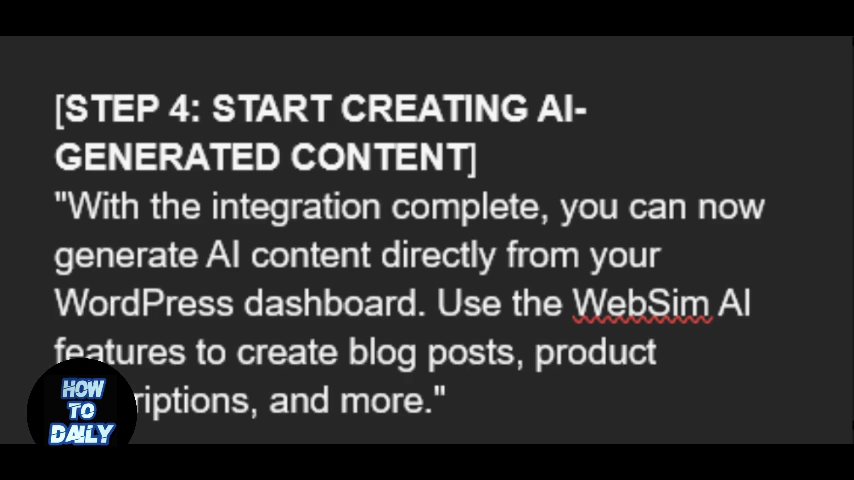 [STEP 4: START CREATING AI-
GENERATED CONTENT]
"With the integration complete, you can now
generate AI content directly from your
WordPress dashboard. Use the WebSim AI
features to create blog posts, product
riptions, and more."
HOW
TO
DAILY